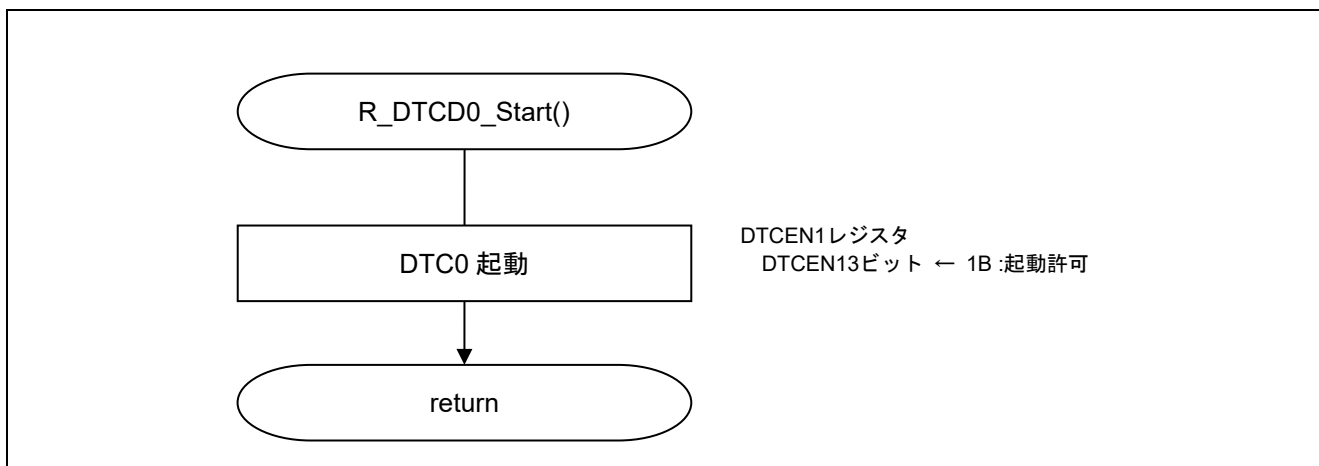 R_DTCD0_Start()
DTC0 起動
DTCEN1レジスタ
DTCEN13ビット ← 1B :起動許可
return